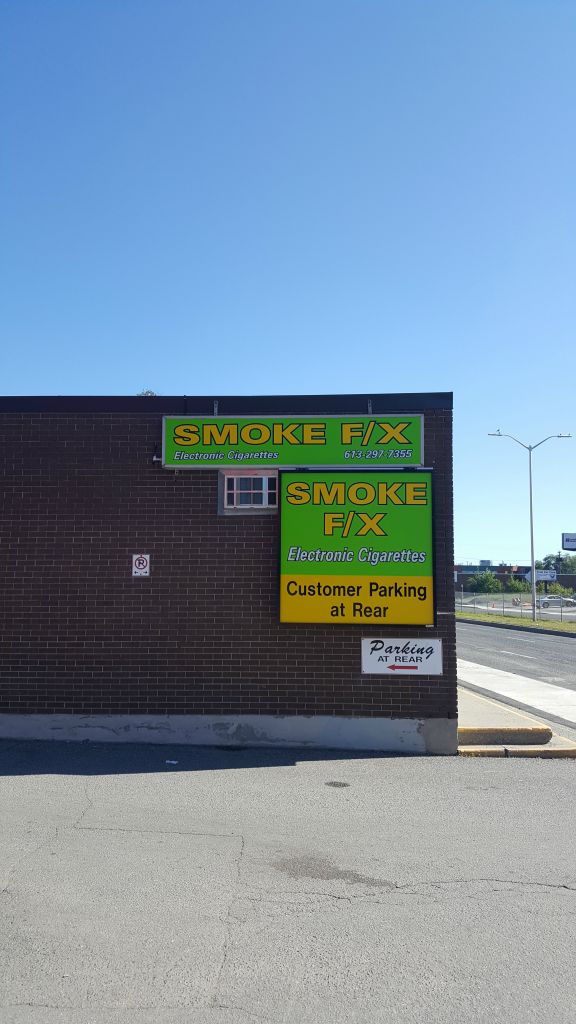 SMOKE F/X
Electronic Cigarettes 613-297-7355
SMOKE
F/X
Electronic Cigarettes
Customer Parking
at Rear
Parking
AT REAR